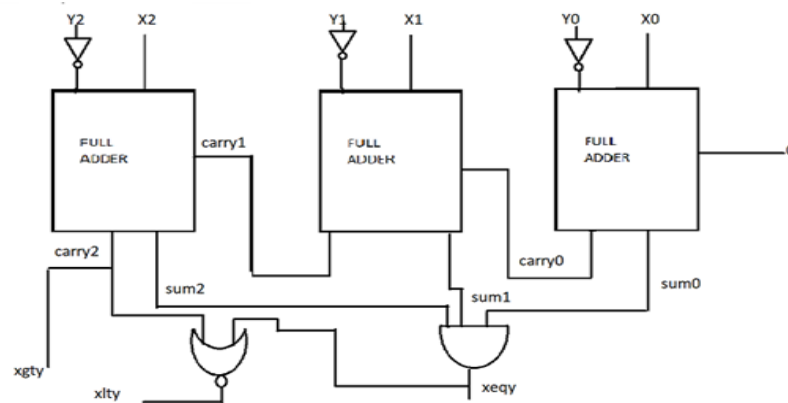 Y2 X2 Y1 X1 Y0 X0
FULL
ADDER
FULL
ADDER
FULL
ADDER
carry1
carry2
carry0
sum2
sum1
sum0
xgty
xlty
xeqy